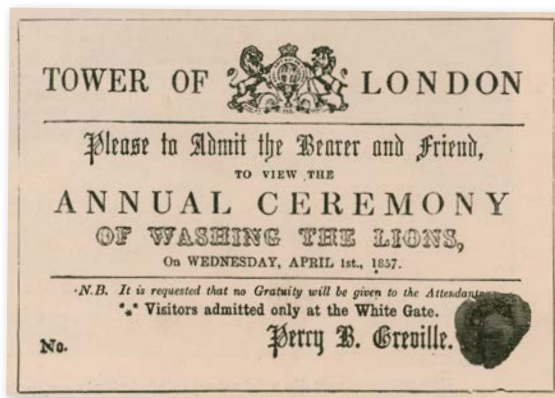 TOWER OF LONDON
Please to Admit the Bearer and Friend,
TO VIEW THE
ANNUAL CEREMONY
OF WASHING THE LIONS,
On WEDNESDAY, APRIL 1st., 1857.
N.B. It is requested that no Gratuity will be given to the Attendants
*⁎* Visitors admitted only at the White Gate.
No. Percy B. Greville.